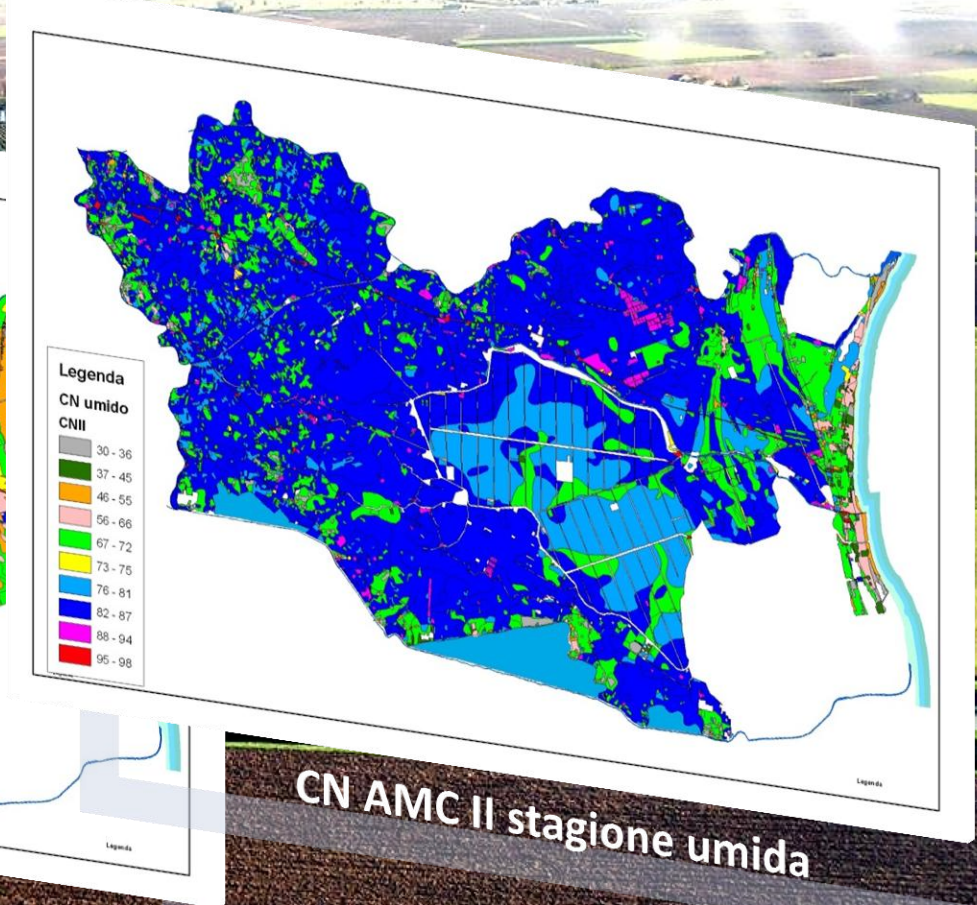 Legenda
CN umido
CNII
30 - 36
37 - 45
46 - 55
56 - 66
67 - 72
73 - 75
76 - 81
82 - 87
88 - 94
95 - 98
Legenda
Legenda
CN AMC II stagione umida